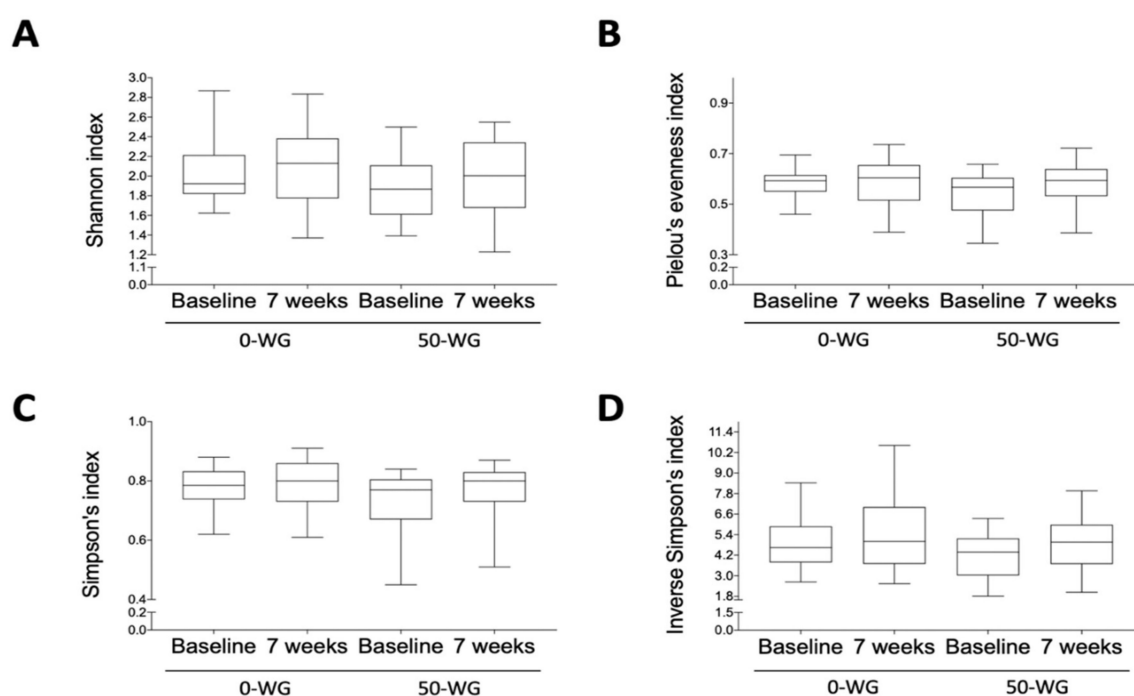 A
Shannon index
3.0
2.8
2.6
2.4
2.2
2.0
1.8
1.6
1.4
1.2
1.1
0.0
Baseline 7 weeks Baseline 7 weeks
0-WG 50-WG
B
Pielou's evenness index
0.9
0.7
0.5
0.3
0.2
0.0
Baseline 7 weeks Baseline 7 weeks
0-WG 50-WG
C
Simpson's index
1.0
0.8
0.6
0.4
0.2
0.0
Baseline 7 weeks Baseline 7 weeks
0-WG 50-WG
D
Inverse Simpson's index
11.4
10.2
9.0
7.8
6.6
5.4
4.2
3.0
1.8
1.5
0.0
Baseline 7 weeks Baseline 7 weeks
0-WG 50-WG